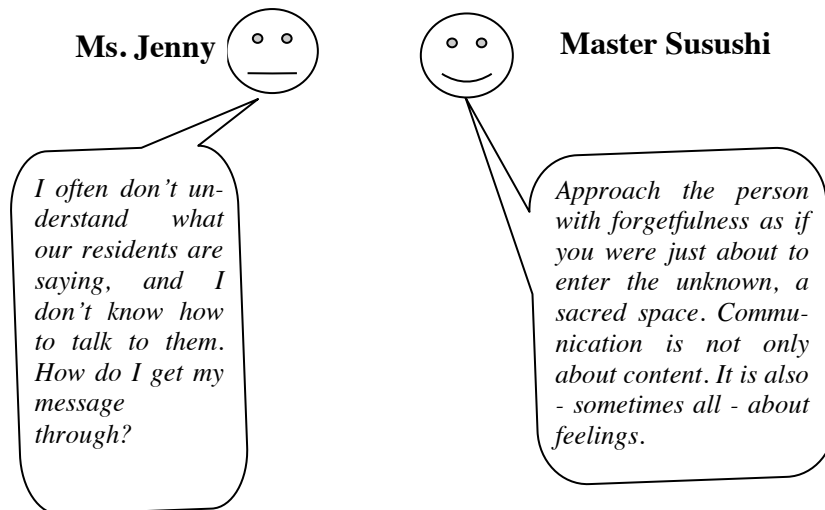 Ms. Jenny
Master Susushi
I often don't un-
derstand what
our residents are
saying, and I
don't know how
to talk to them.
How do I get my
message
through?
Approach the person
with forgetfulness as if
you were just about to
enter the unknown, a
sacred space. Commu-
nication is not only
about content. It is also
- sometimes all - about
feelings.